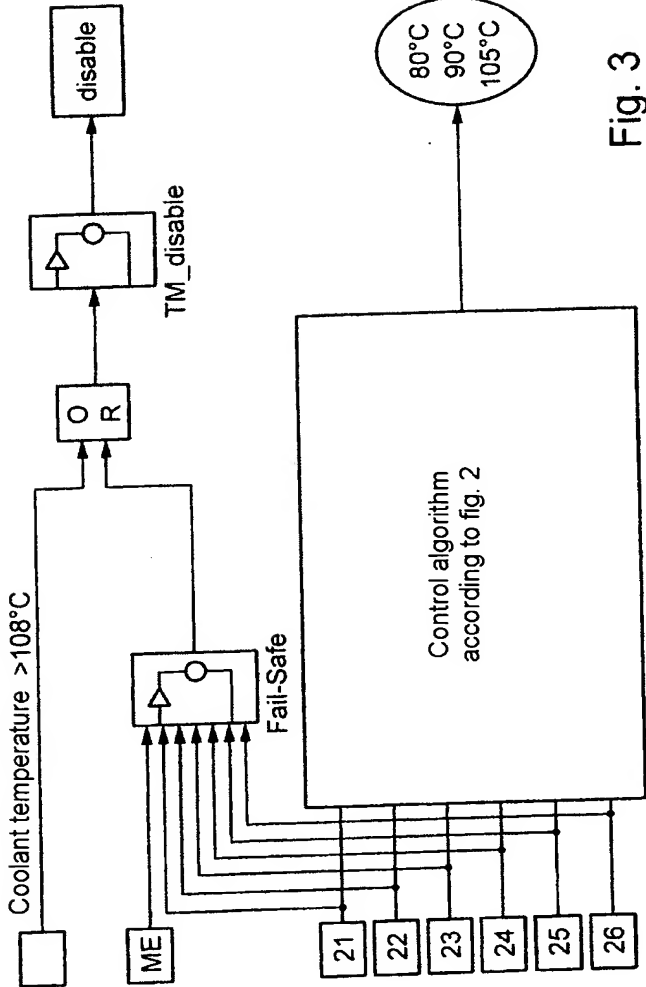 Coolant temperature >108°C
ME
Fail-Safe
O
R
TM_disable
disable
21
22
23
24
25
26
Control algorithm
according to fig. 2
80°C
90°C
105°C
Fig. 3